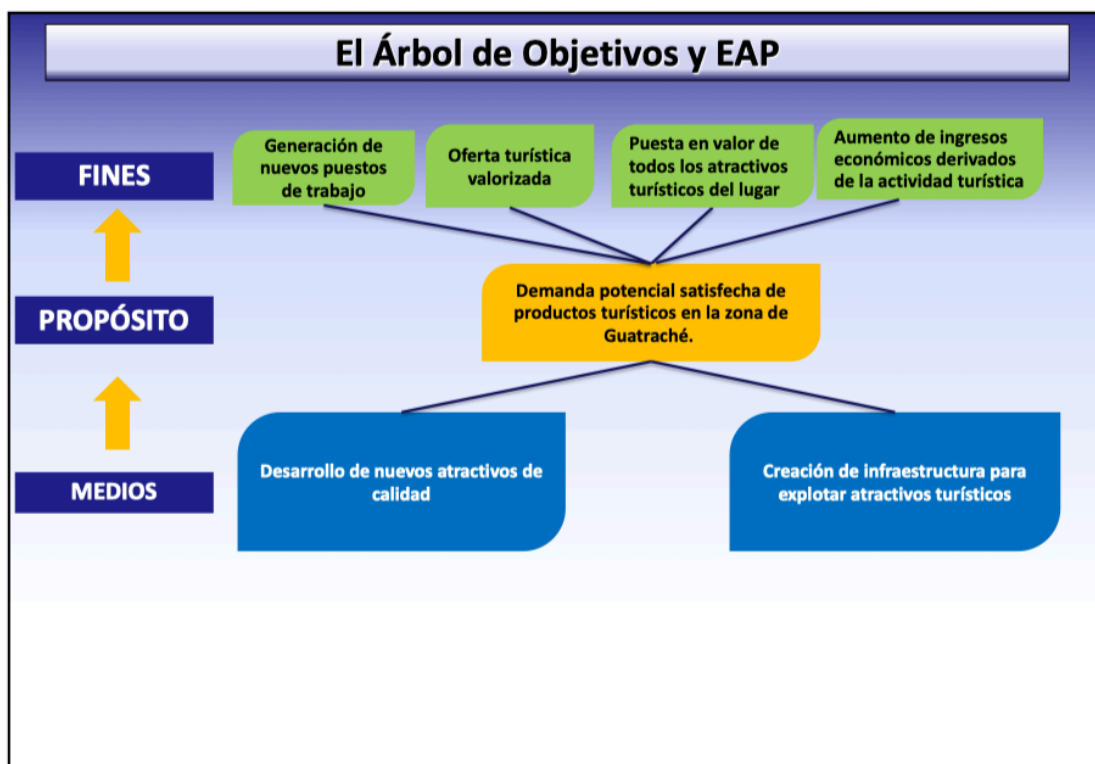 El Árbol de Objetivos y EAP
FINES
Generación de
nuevos puestos
de trabajo
Oferta turística
valorizada
Puesta en valor de
todos los atractivos
turísticos del lugar
Aumento de ingresos
económicos derivados
de la actividad turística
PROPÓSITO
Demanda potencial satisfecha de
productos turísticos en la zona de
Guatraché.
MEDIOS
Desarrollo de nuevos atractivos de
calidad
Creación de infraestructura para
explotar atractivos turísticos